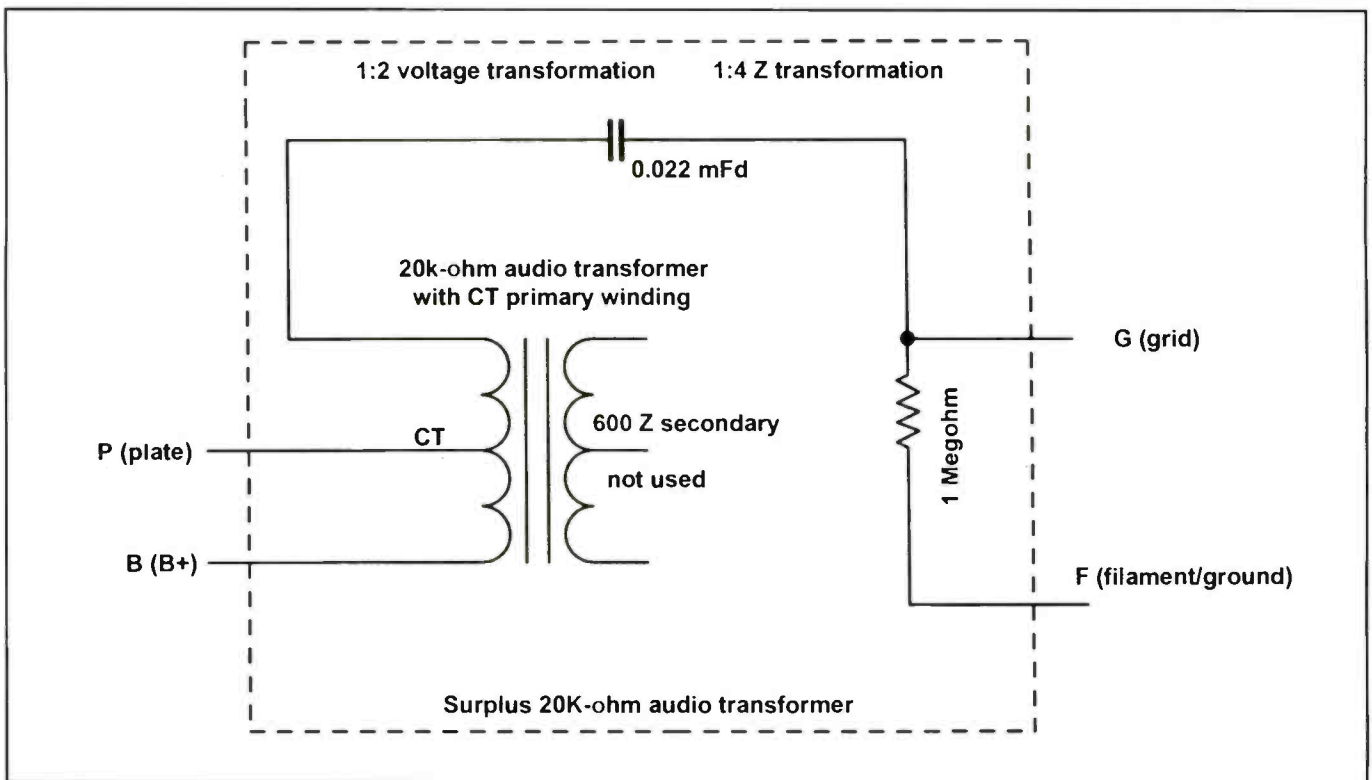 1:2 voltage transformation 1:4 Z transformation
0.022 mFd
20k-ohm audio transformer
with CT primary winding
G (grid)
1 Megohm
600 Z secondary
CT
P (plate)
not used
B (B+)
F (filament/ground)
Surplus 20K-ohm audio transformer